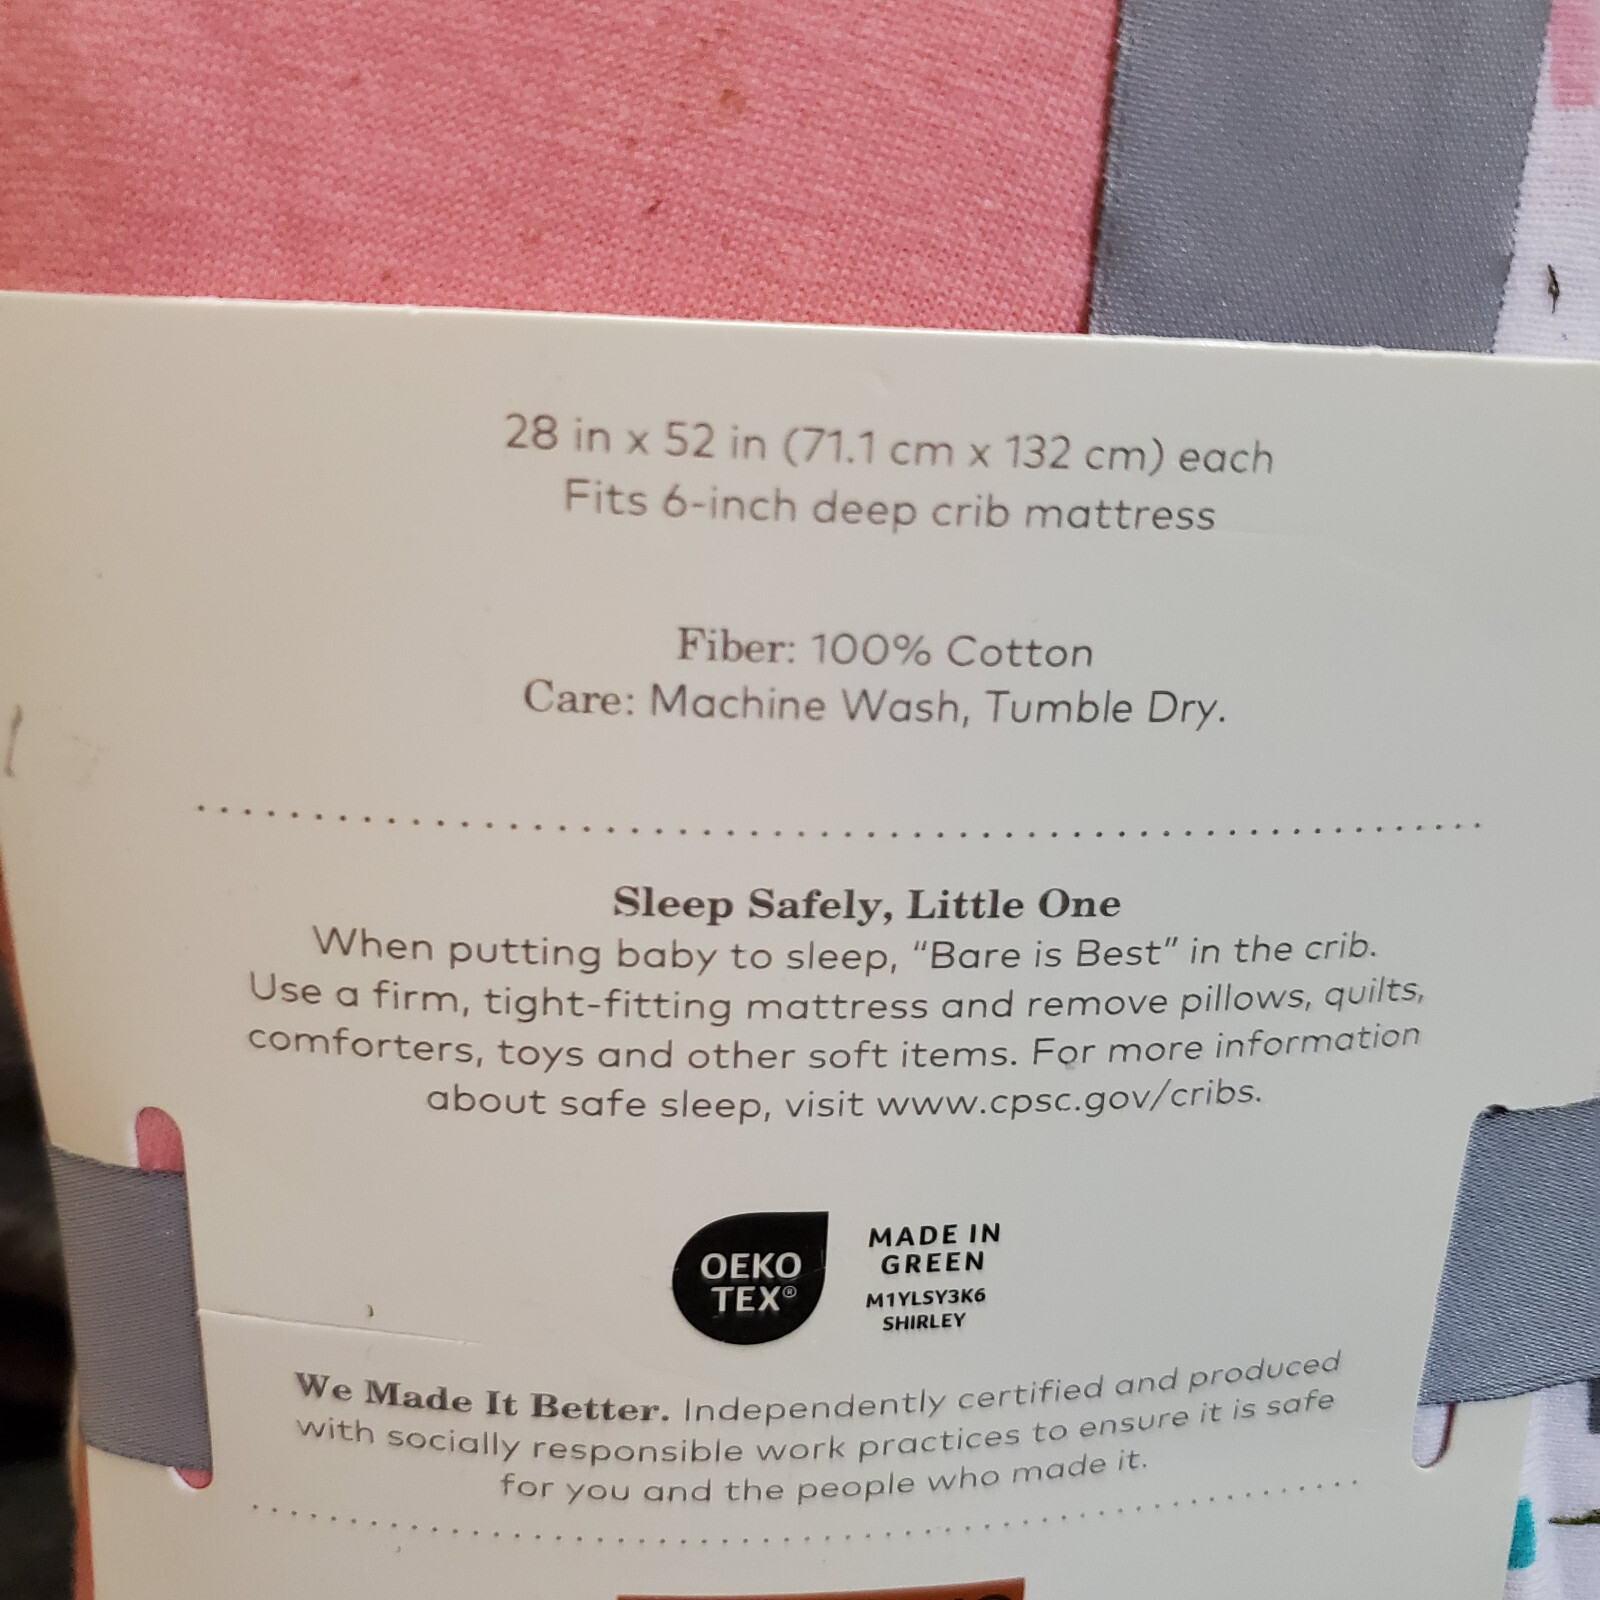 28 in x 52 in (71.1 cm x 132 cm) each
Fits 6-inch deep crib mattress
Fiber: 100% Cotton
Care: Machine Wash, Tumble Dry.
Sleep Safely, Little One
When putting baby to sleep, “Bare is Best” in the crib.
Use a firm, tight-fitting mattress and remove pillows, quilts,
comforters, toys and other soft items. For more information
about safe sleep, visit www.cpsc.gov/cribs.
OEKO
TEX®
MADE IN
GREEN
M1YLSY3K6
SHIRLEY
We Made It Better. Independently certified and produced
with socially responsible work practices to ensure it is safe
for you and the people who made it.